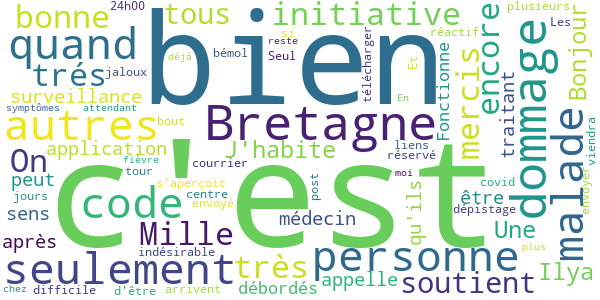 24h00
bonne
tous
initiative
plusieurs
Les
bien
quand
déjà
bémol
si
reste
Seul
télécharger
réactif
Et
En
Fonctionne
encore
Bonjour
trés
jaloux
surveillance
symptômes
attendant
autres
bout
Bretagne
mercis
traitant
dommage
malade
viendra
envoyer
application
J'habite
liens
réservé
On
fièvre
courrier
moi
c'est
peut
tour
s'aperçoit
jours
code
centre
envoyé
post
qu'ils
être
covid
dépistage
sens
médecin
Une
après
Mille
indésirable
personne
plus
seulement
très
appelle
soutient
Ilya
chez
difficile
d'être
arrivent
débordés